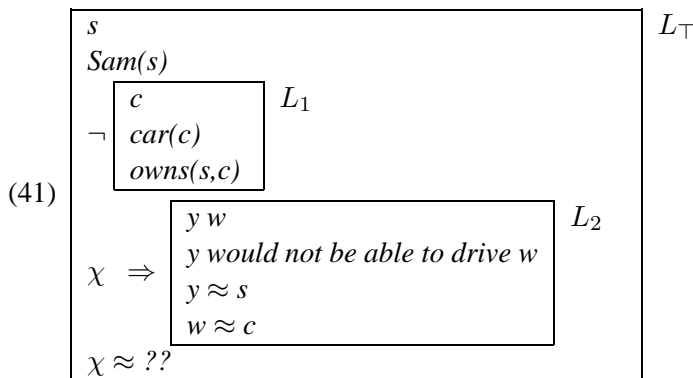 s L⊤
Sam(s)
c L1
¬ car(c)
owns(s,c)
(41)
y w L2
y would not be able to drive w
χ ⇒
y ≈ s
w ≈ c
χ ≈ ??